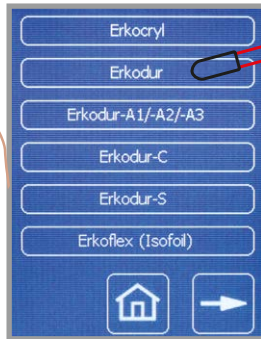 Erkocryl
Erkodur
Erkodur-A1/-A2/-A3
Erkodur-C
Erkodur-S
Erkoflex (Isofoil)